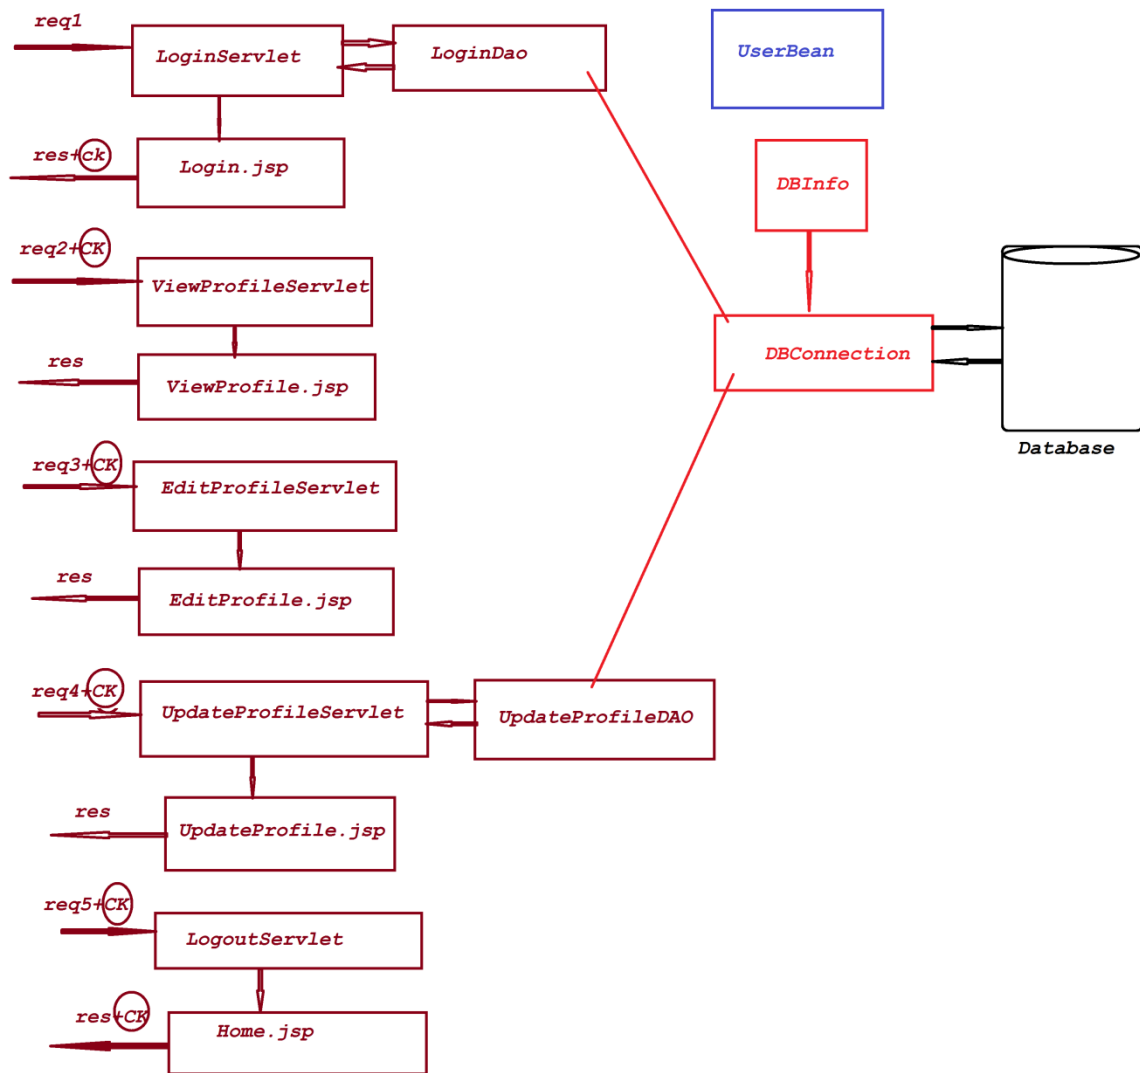 req1
LoginServlet
LoginDao
UserBean
res+ck
Login.jsp
DBInfo
req2+CK
ViewProfileServlet
DBConnection
res
ViewProfile.jsp
Database
req3+CK
EditProfileServlet
res
EditProfile.jsp
req4+CK
UpdateProfileServlet
UpdateProfileDAO
res
UpdateProfile.jsp
req5+CK
LogoutServlet
res+CK
Home.jsp